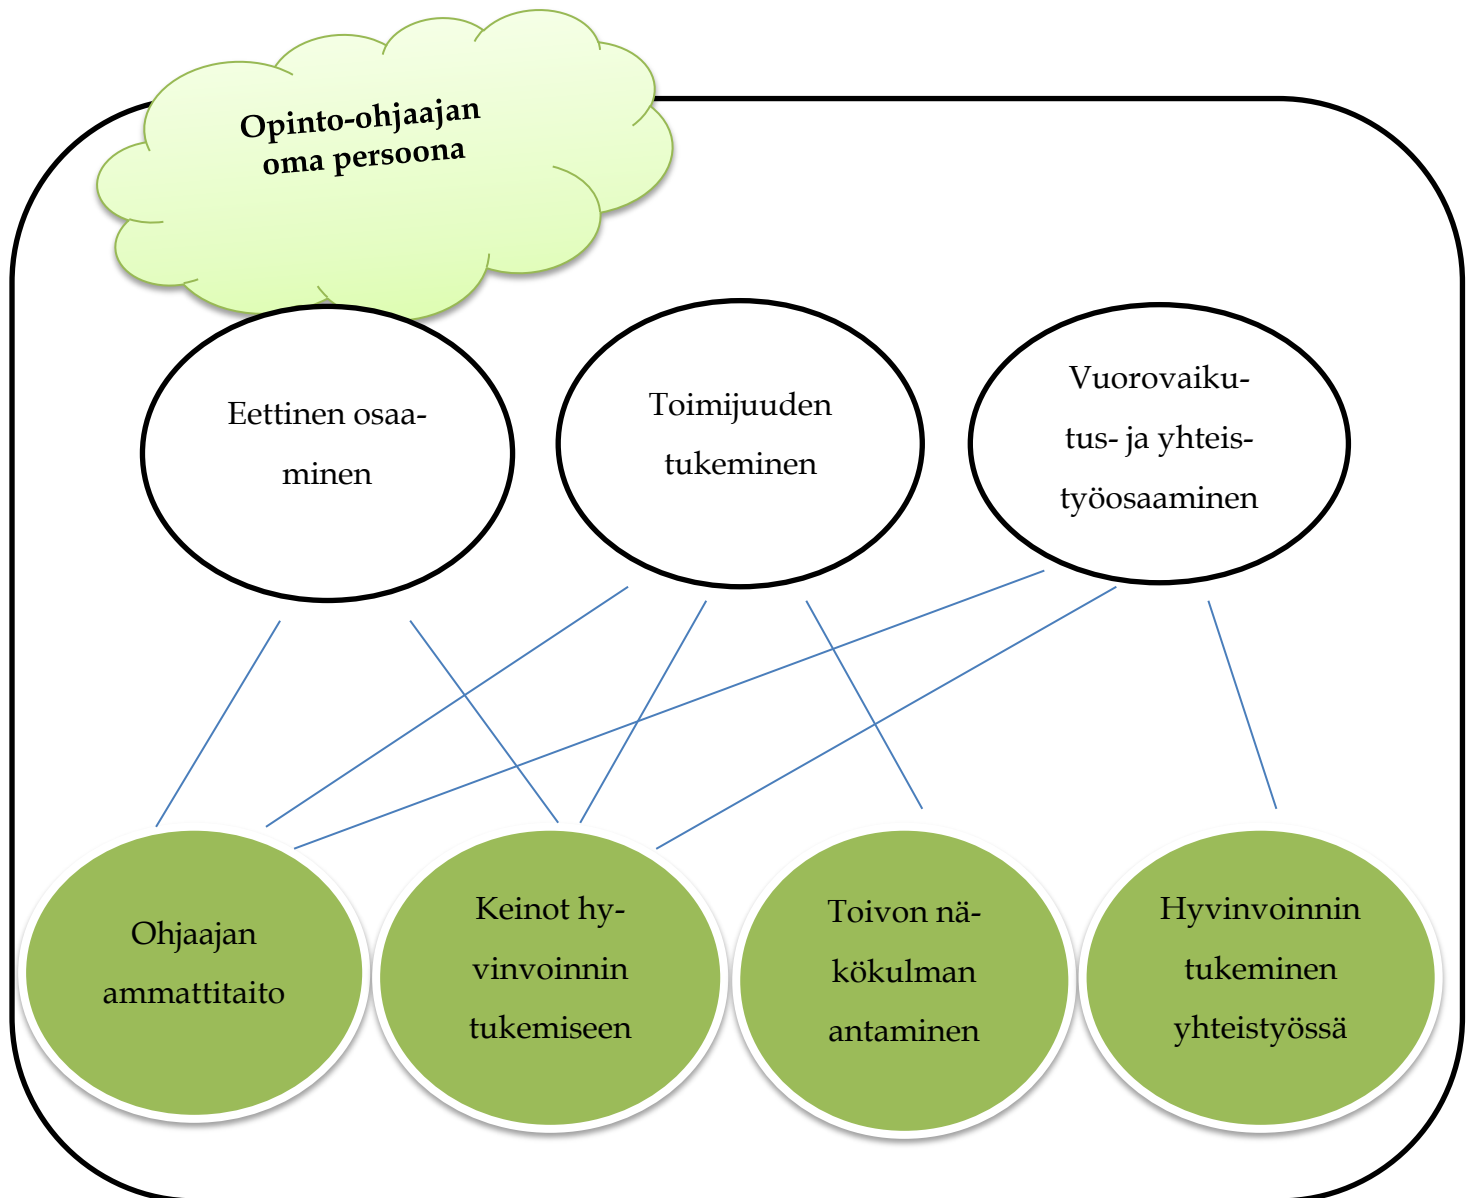 Opinto-ohjaajan
oma persoona
Eettinen osaa-
minen
Toimijuuden
tukeminen
Vuorovaiku-
tus- ja yhteis-
työosaaminen
Ohjaajan
ammattitaito
Keinot hy-
vinvoinnin
tukemiseen
Toivon nä-
kökulman
antaminen
Hyvinvoinnin
tukeminen
yhteistyössä